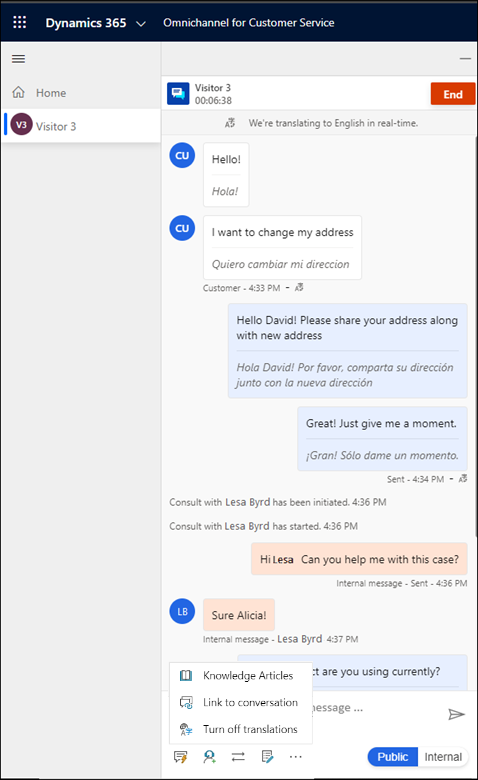 Dynamics 365 Omnichannel for Customer Service
Home
V3 Visitor 3
Visitor 3
00:06:38
End
We're translating to English in real-time.
CU
Hello!
Hola!
CU
I want to change my address
Quiero cambiar mi direccion
Customer - 4:33 PM -
Hello David! Please share your address along
with new address
Hola David! Por favor, comparta su dirección
junto con la nueva dirección
Great! Just give me a moment.
¡Gran! Sólo dame un momento.
Sent - 4:34 PM -
Consult with Lesa Byrd has been initiated. 4:36 PM
Consult with Lesa Byrd has started. 4:36 PM
Hi Lesa Can you help me with this case?
Internal message - Sent - 4:36 PM
LB
Sure Alicia!
Internal message - Lesa Byrd 4:37 PM
are you using currently?
Knowledge Articles
Link to conversation
Turn off translations
message ...
Public Internal